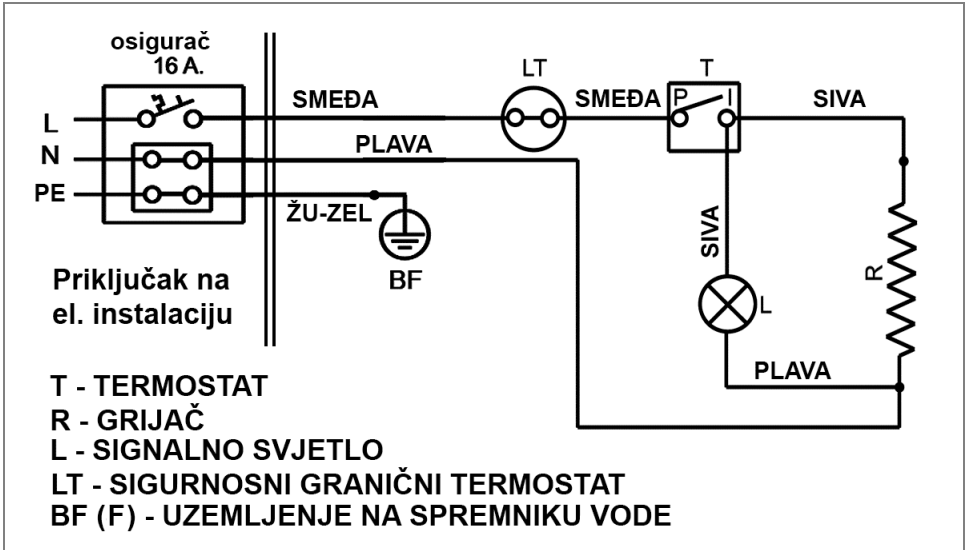 osigurač
16 A.
L
N
PE
SMEĐA
LT
SMEĐA
T
P
I
SIVA
PLAVA
ŽU-ZEL
BF
SIVA
L
R
PLAVA
Priključak na
el. instalaciju
T - TERMOSTAT
R - GRIJAČ
L - SIGNALNO SVJETLO
LT - SIGURNOSNI GRANIČNI TERMOSTAT
BF (F) - UZEMLJENJE NA SPREMNIKU VODE